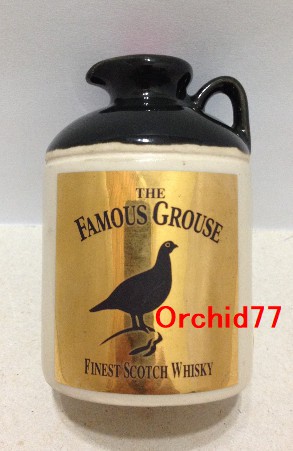 THE
FAMOUS GROUSE
Orchid77
FINEST SCOTCH WHISKY